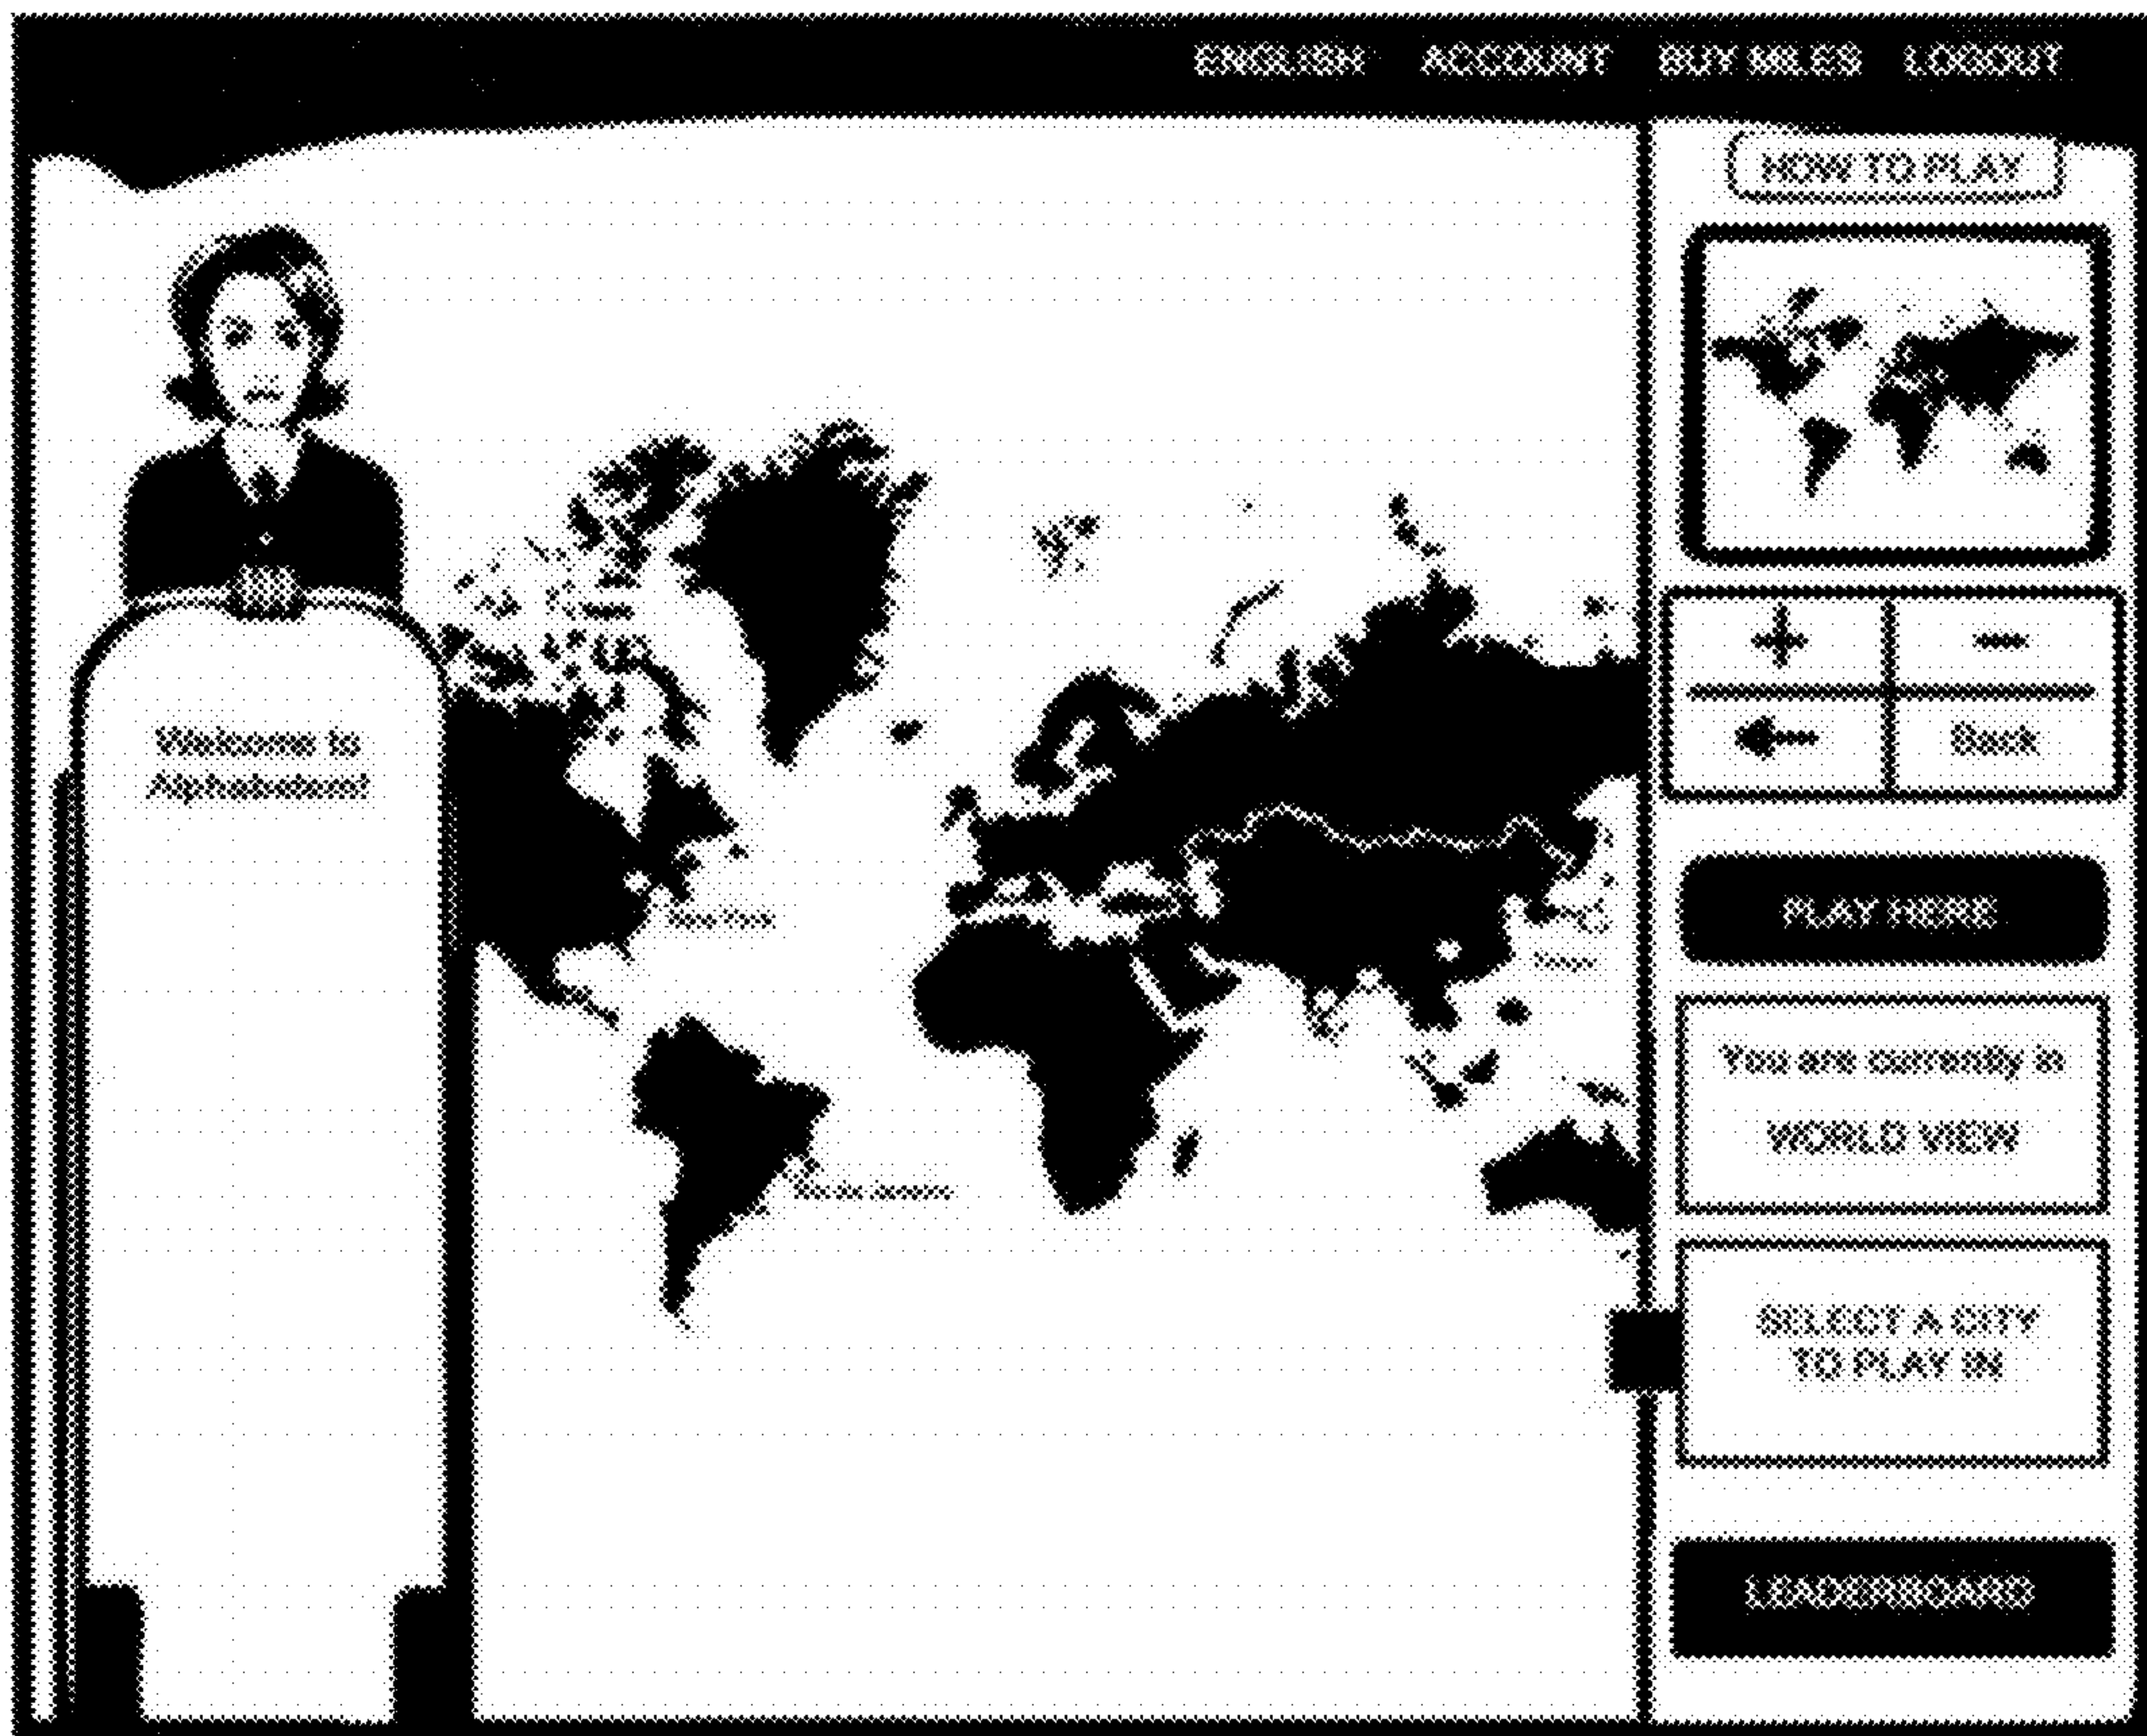 ENGLISH ACCOUNT BUY MILES LOGOUT
HOW TO PLAY
+ -
Back
Welcome to
PLAY HERE
You are currently in
WORLD VIEW
SELECT A CITY
TO PLAY IN
LEADERBOARD